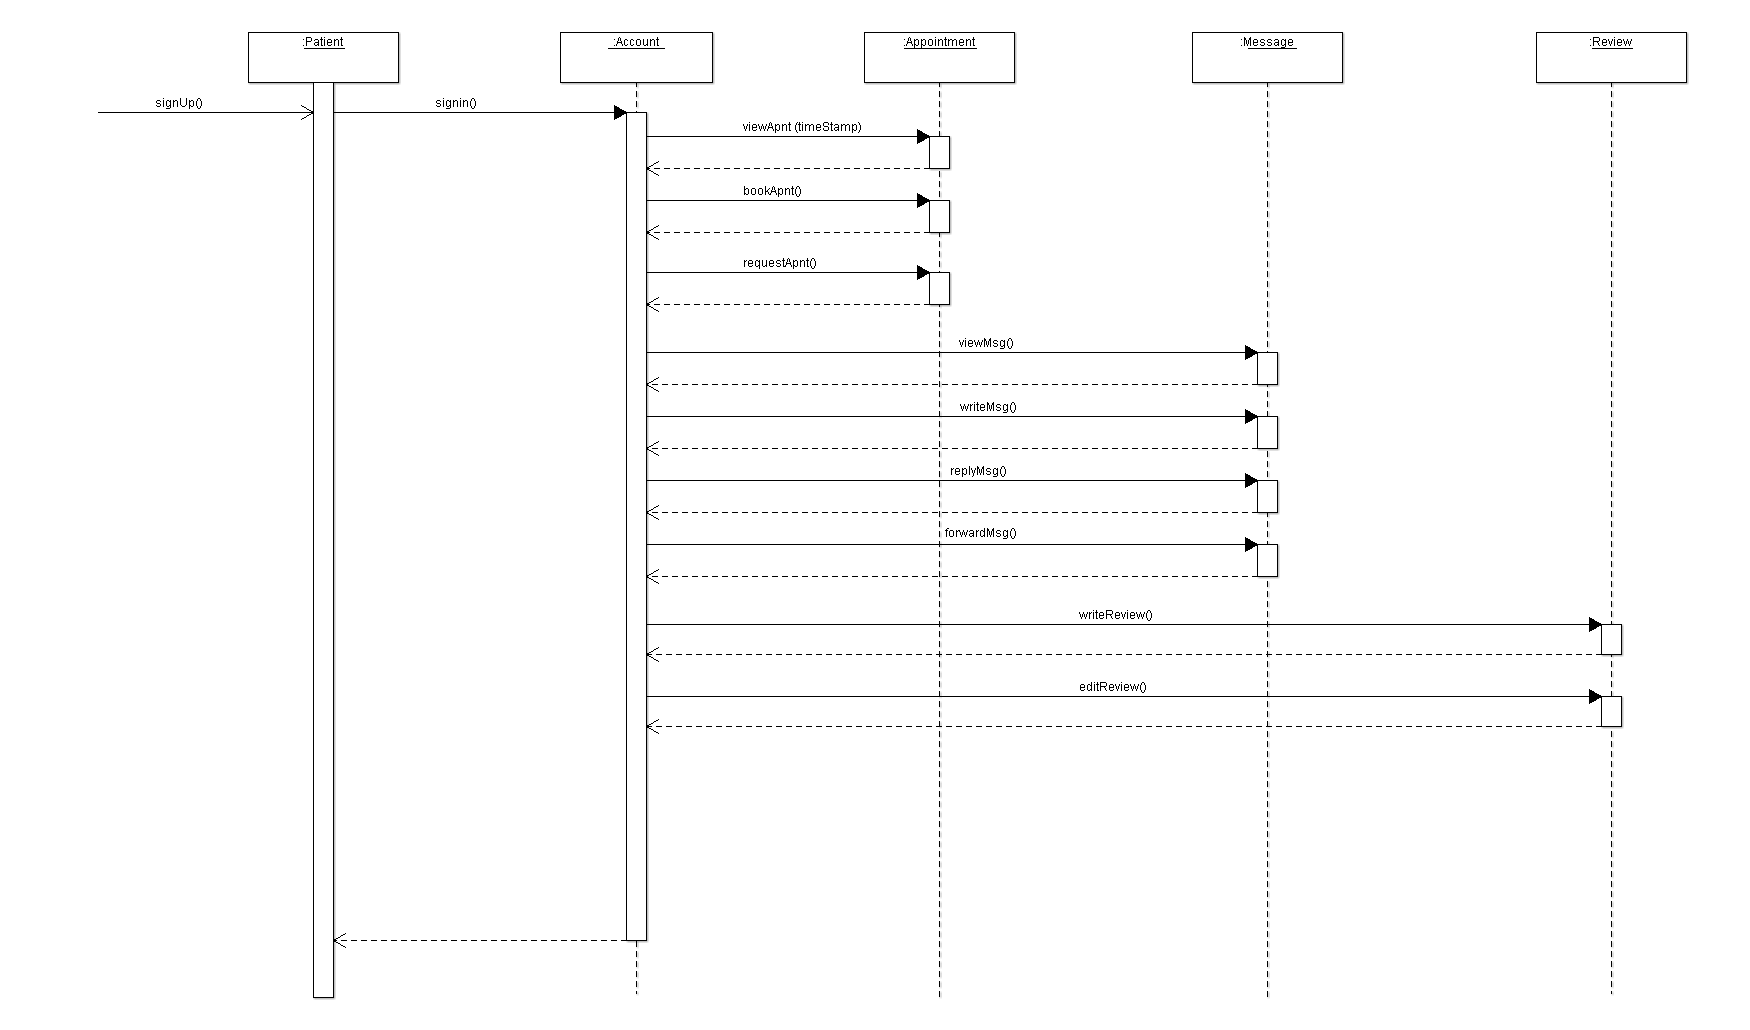 :Patient
:Account
:Appointment
:Message
:Review
signUp()
signin()
viewApnt (timeStamp)
bookApnt()
requestApnt()
viewMsg()
writeMsg()
replyMsg()
forwardMsg()
writeReview()
editReview()